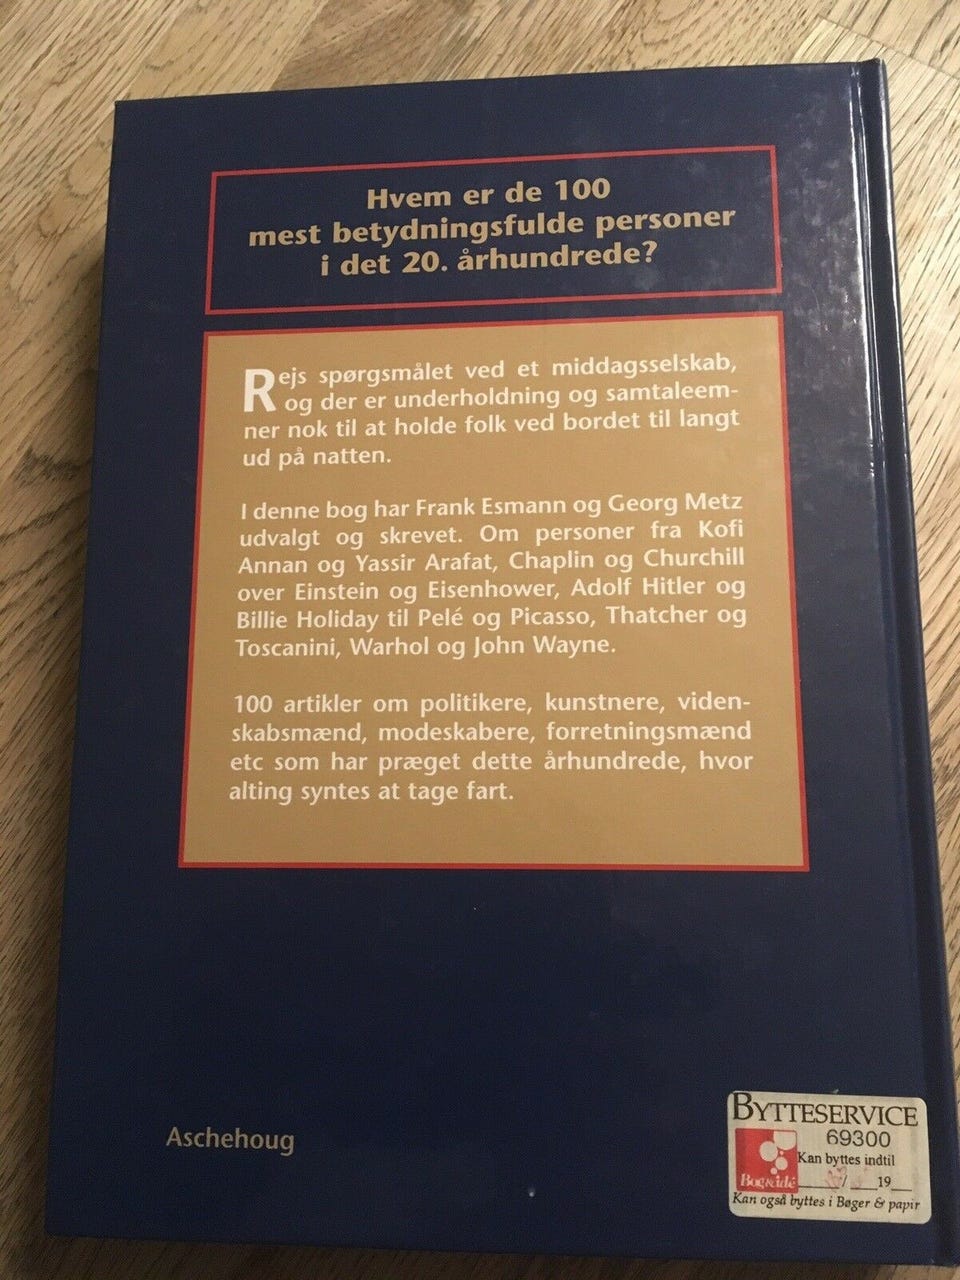 Hvem er de 100
mest betydningsfulde personer
i det 20. århundrede?
Rejs spørgsmålet ved et middagsselskab,
og der er underholdning og samtaleem-
ner nok til at holde folk ved bordet til langt
ud på natten.
I denne bog har Frank Esmann og Georg Metz
udvalgt og skrevet. Om personer fra Kofi
Annan og Yassir Arafat, Chaplin og Churchill
over Einstein og Eisenhower, Adolf Hitler og
Billie Holiday til Pelé og Picasso, Thatcher og
Toscanini, Warhol og John Wayne.
100 artikler om politikere, kunstnere, viden-
skabsmænd, modeskabere, forretningsmænd
etc som har præget dette århundrede, hvor
alting syntes at tage fart.
Aschehoug
BYTTESERVICE
69300
Kan byttes indtil
Bog&idé ____/____19__
Kan også byttes i Bøger & papir